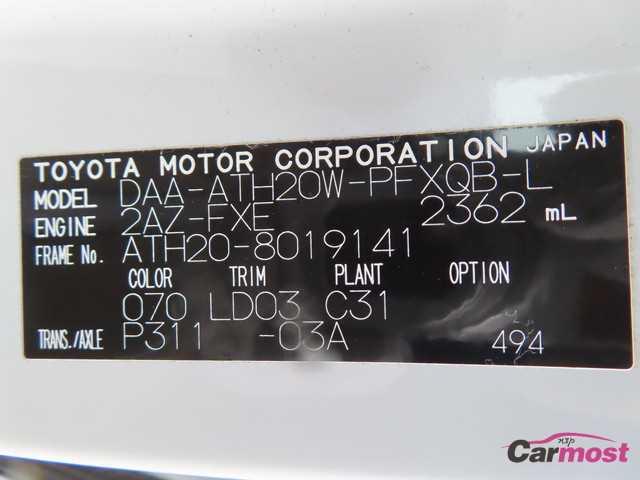 TOYOTA MOTOR CORPORATION JAPAN
MODEL DAA-ATH20W-PFXQB-L
ENGINE 2AZ-FXE 2362 mL
FRAME No. ATH20-8019141
COLOR TRIM PLANT OPTION
070 LD03 C31
TRANS./AXLE P311 -03A 494
Carmost